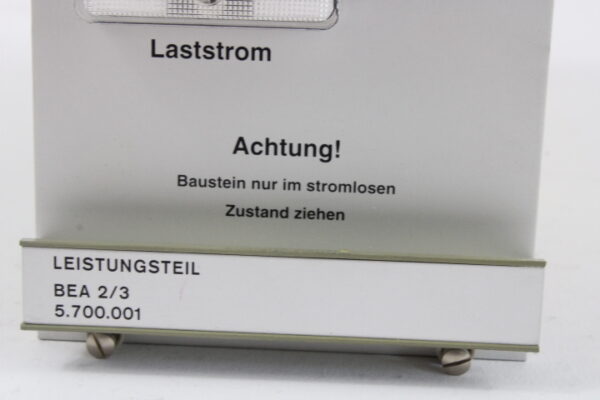 Laststrom
Achtung!
Baustein nur im stromlosen
Zustand ziehen
LEISTUNGSTEIL
BEA 2/3
5.700.001